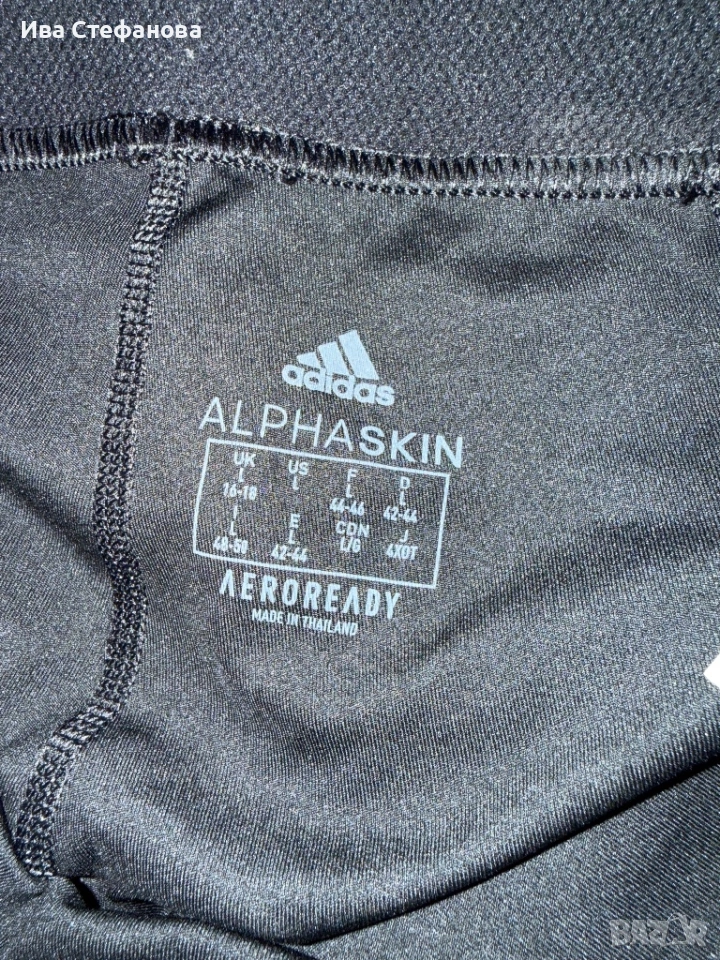 Ива Стефанова
adidas
ALPHASKIN
UK US F D
L L L L
16-18 44-46 42-44
I E CDN J
L L L/G 4XOT
48-50 42-44
AEROREADY
MADE IN THAILAND
BAZAR